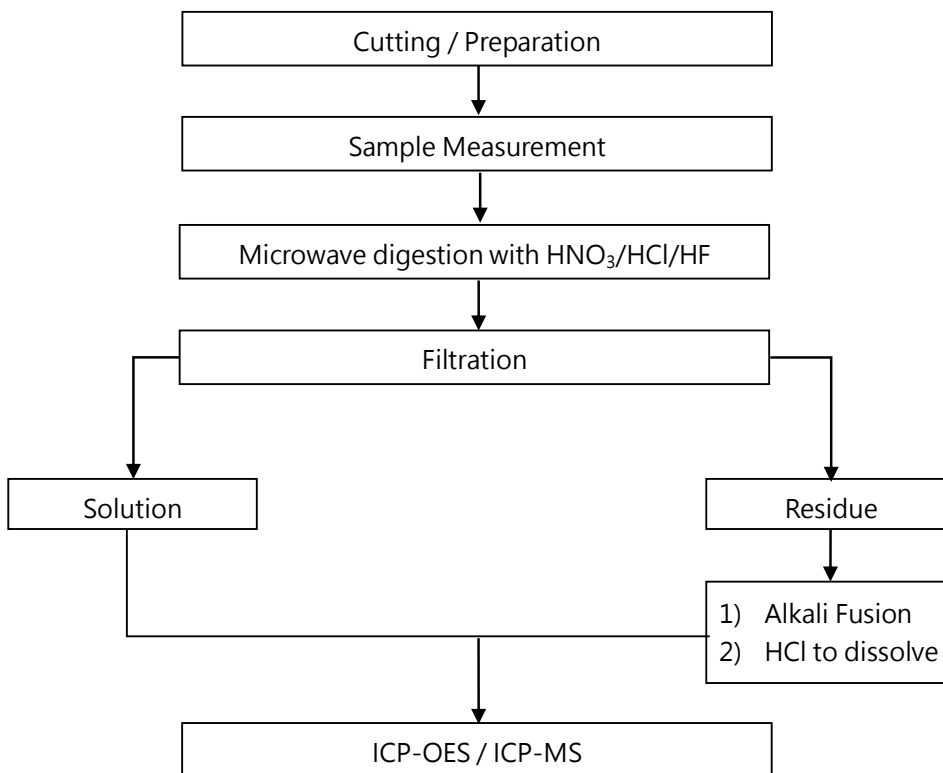 Cutting / Preparation
Sample Measurement
Microwave digestion with HNO₃/HCl/HF
Filtration
Solution
Residue
1) Alkali Fusion
2) HCl to dissolve
ICP-OES / ICP-MS